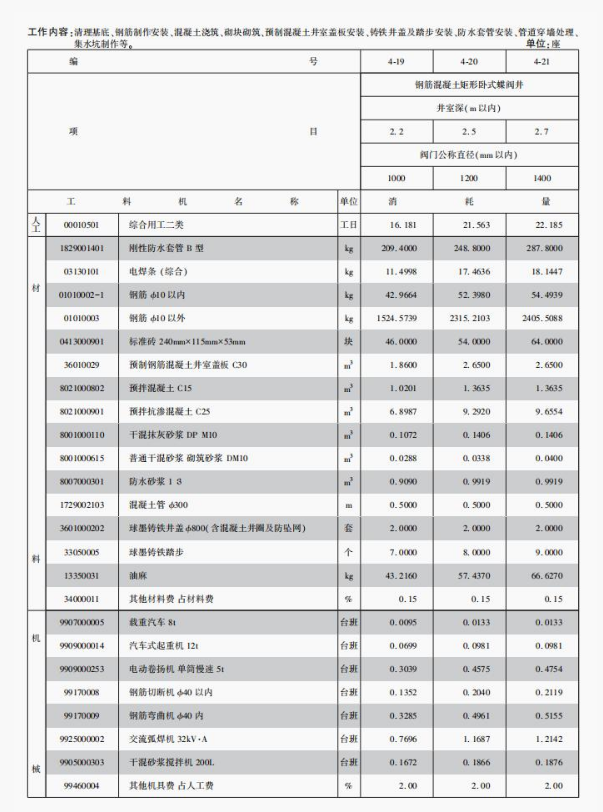 工作内容:清理基底、钢筋制作安装、混凝土浇筑、砌块砌筑、预制混凝土井室盖板安装、铸铁井盖及踏步安装、防水套管安装、管道穿墙处理、
集水坑制作等。 单位:座
编 号 4-19 4-20 4-21
钢筋混凝土矩形卧式蝶阀井
井室深(m以内)
项 目 2.2 2.5 2.7
阀门公称直径(mm以内)
1000 1200 1400
工 料 机 名 称 单位 消 耗 量
人工 00010501 综合用工二类 工日 16.181 21.563 22.185
1829001401 刚性防水套管 B 型 kg 209.4000 248.8000 287.8000
03130101 电焊条 (综合) kg 11.4998 17.4636 18.1447
材 01010002-1 钢筋 ϕ10以内 kg 42.9664 52.3980 54.4939
01010003 钢筋 ϕ10以外 kg 1524.5739 2315.2103 2405.5088
0413000901 标准砖 240mm×115mm×53mm 块 46.0000 54.0000 64.0000
36010029 预制钢筋混凝土井室盖板 C30 m³ 1.8600 2.6500 2.6500
8021000802 预拌混凝土 C15 m³ 1.0201 1.3635 1.3635
8021000901 预拌抗渗混凝土 C25 m³ 6.8987 9.2920 9.6554
8001000110 干混抹灰砂浆 DP M10 m³ 0.1072 0.1406 0.1406
8001000615 普通干混砂浆 砌筑砂浆 DM10 m³ 0.0288 0.0338 0.0400
8007000301 防水砂浆 1 3 m³ 0.9090 0.9919 0.9919
1729002103 混凝土管 ϕ300 m 0.5000 0.5000 0.5000
3601000202 球墨铸铁井盖 ϕ800(含混凝土井圈及防坠网) 套 2.0000 2.0000 2.0000
料 33050005 球墨铸铁踏步 个 7.0000 8.0000 9.0000
13350031 油麻 kg 43.2160 57.4370 66.6270
34000011 其他材料费 占材料费 % 0.15 0.15 0.15
9907000005 载重汽车 8t 台班 0.0095 0.0133 0.0133
机 9909000014 汽车式起重机 12t 台班 0.0699 0.0981 0.0981
9909000253 电动卷扬机 单筒慢速 5t 台班 0.3039 0.4575 0.4754
99170008 钢筋切断机 ϕ40 以内 台班 0.1352 0.2040 0.2119
99170009 钢筋弯曲机 ϕ40 内 台班 0.3285 0.4961 0.5155
9925000002 交流弧焊机 32kV·A 台班 0.7696 1.1687 1.2142
械 9905000303 干混砂浆搅拌机 200L 台班 0.1672 0.1866 0.1876
99460004 其他机具费 占人工费 % 2.00 2.00 2.00